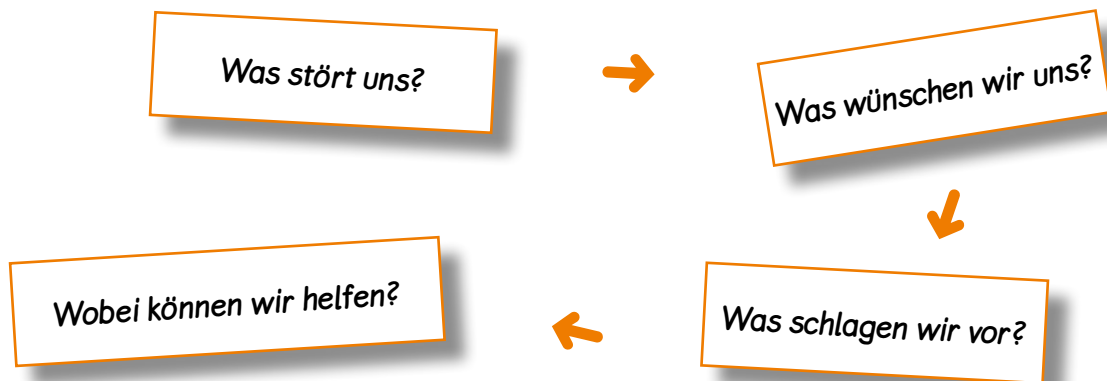 Was stört uns?
Was wünschen wir uns?
Was schlagen wir vor?
Wobei können wir helfen?